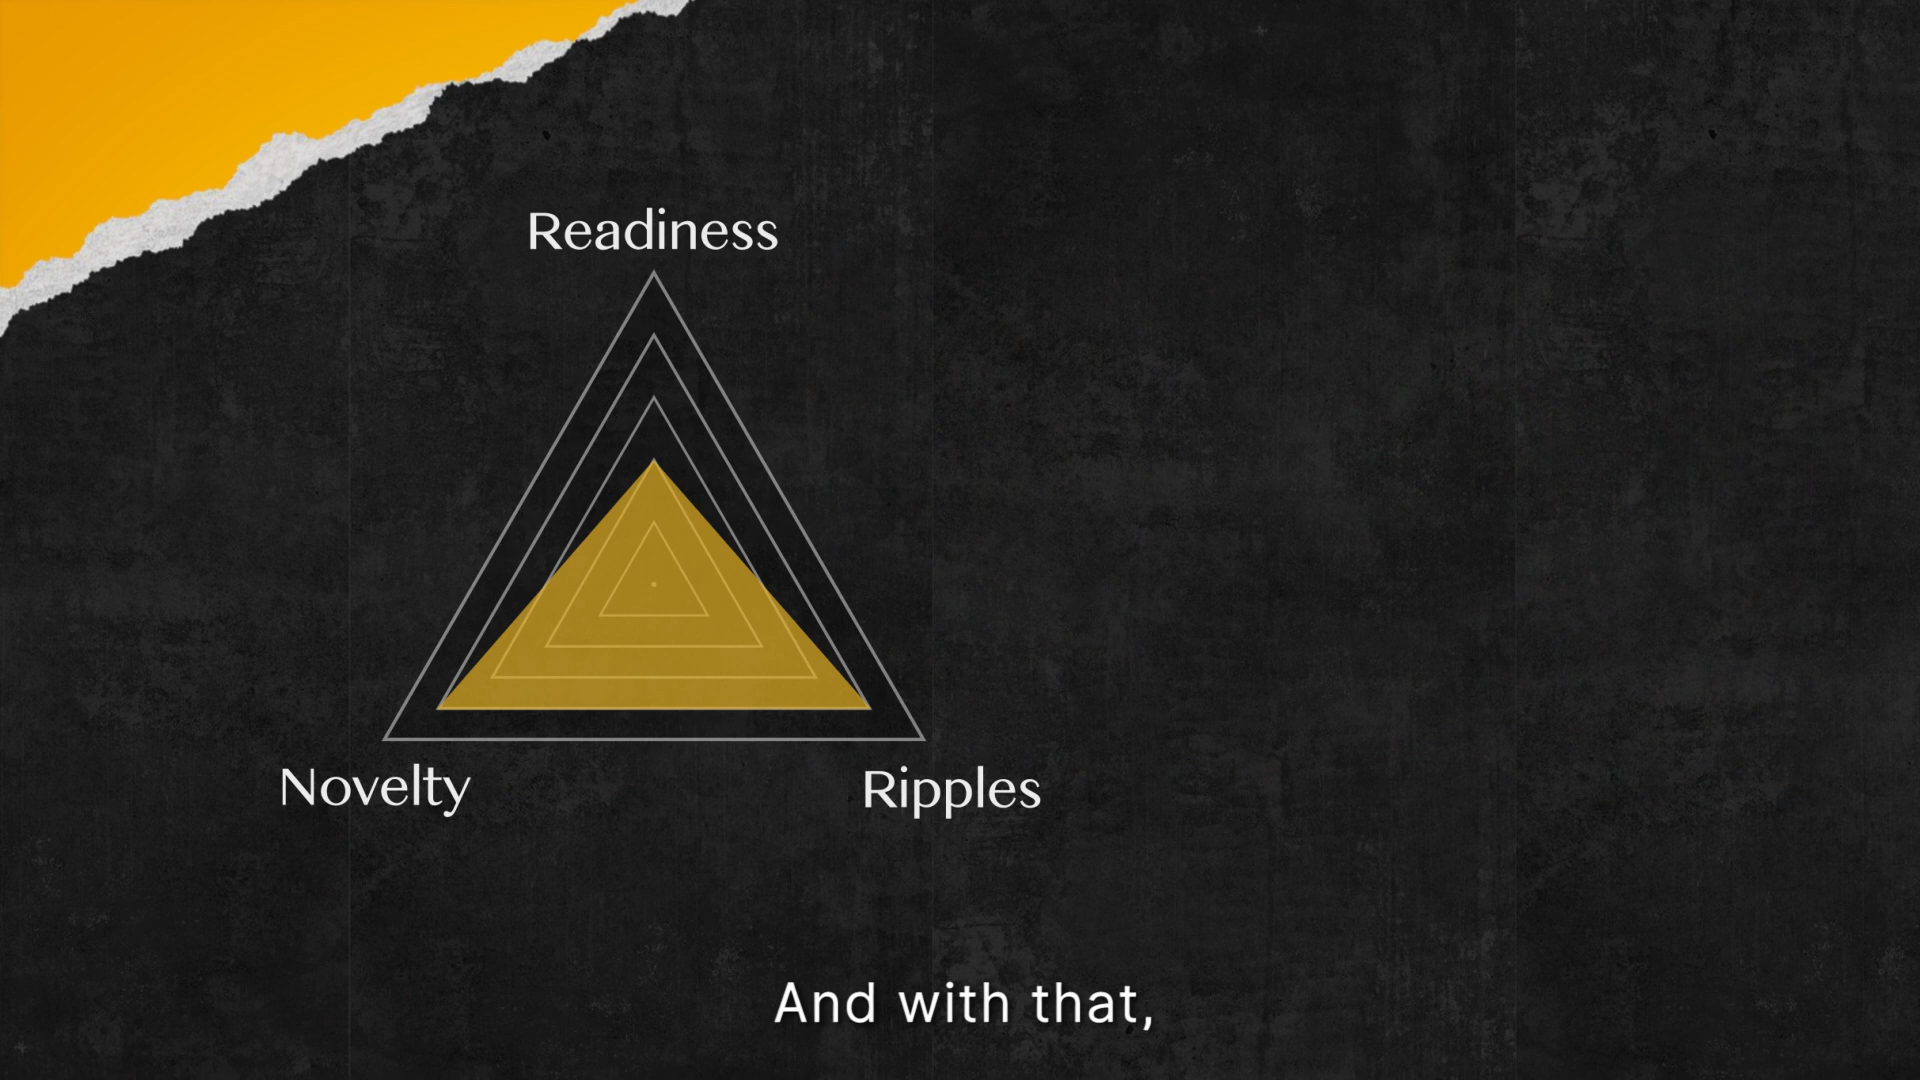 Readiness
Novelty
Ripples
And with that,